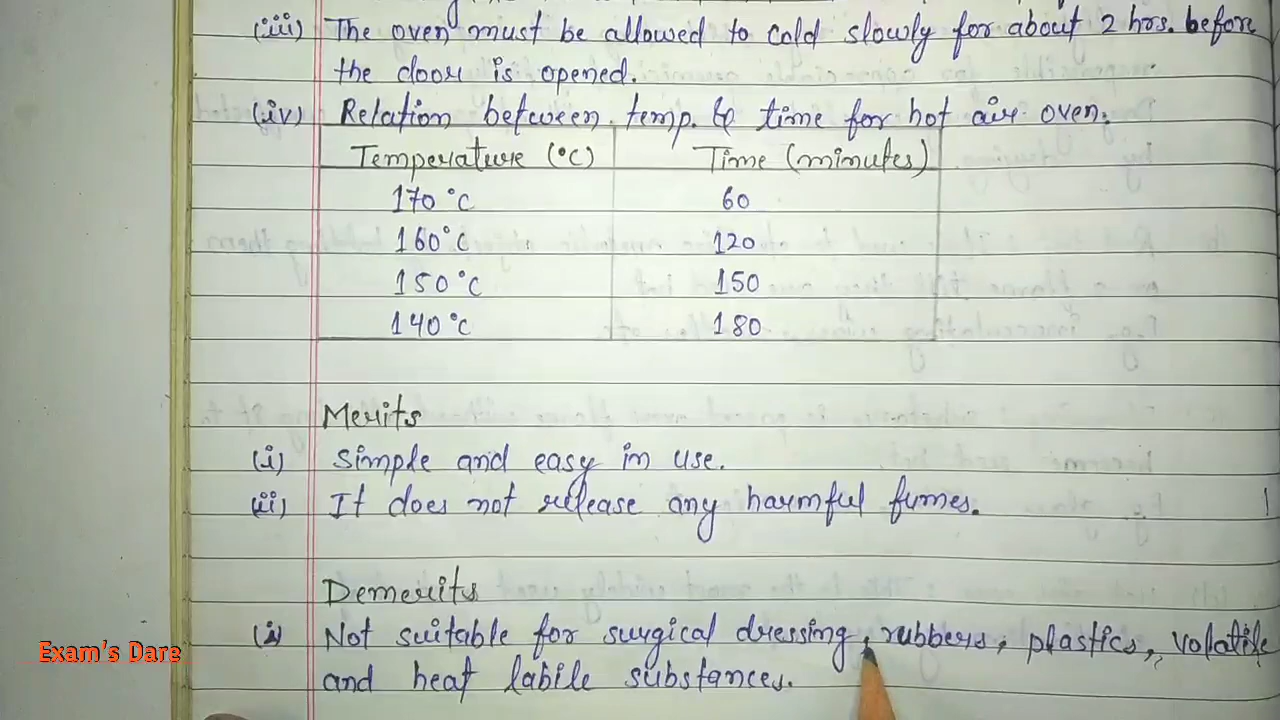 (iii) The oven must be allowed to cold slowly for about 2 hrs. before
the door is opened.
(iv) Relation between temp. & time for hot air oven.
Temperature (°C) Time (minutes)
170°C 60
160°C 120
150°C 150
140°C 180
Merits
(i) Simple and easy in use.
(ii) It does not release any harmful fumes.
Demerits
(i) Not suitable for surgical dressing, rubbers, plastics, volatile
and heat labile substances.
Exam's Dare